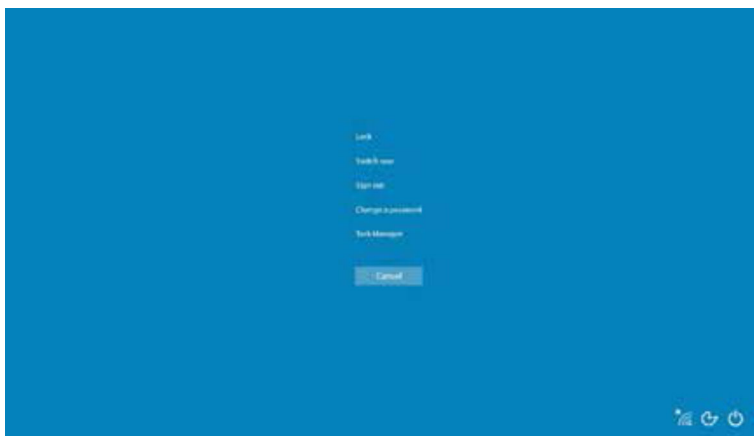 Lock
Switch user
Sign out
Change a password
Task Manager
Cancel